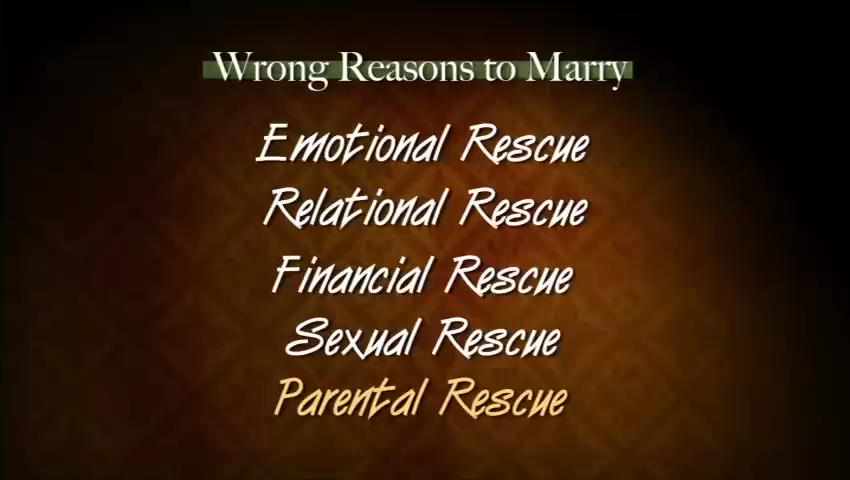 Wrong Reasons to Marry
Emotional Rescue
Relational Rescue
Financial Rescue
Sexual Rescue
Parental Rescue